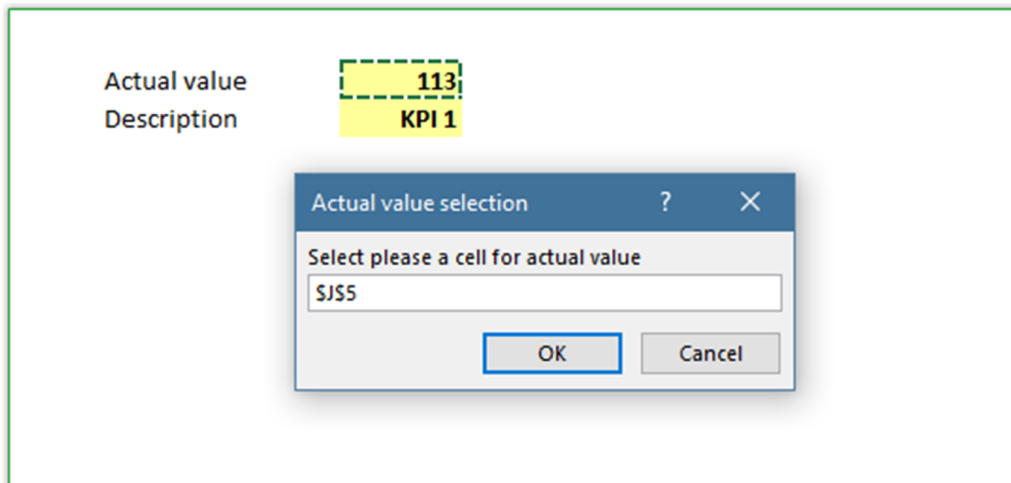 Actual value 113
Description KPI 1
Actual value selection ?
Select please a cell for actual value
$J$5
OK Cancel